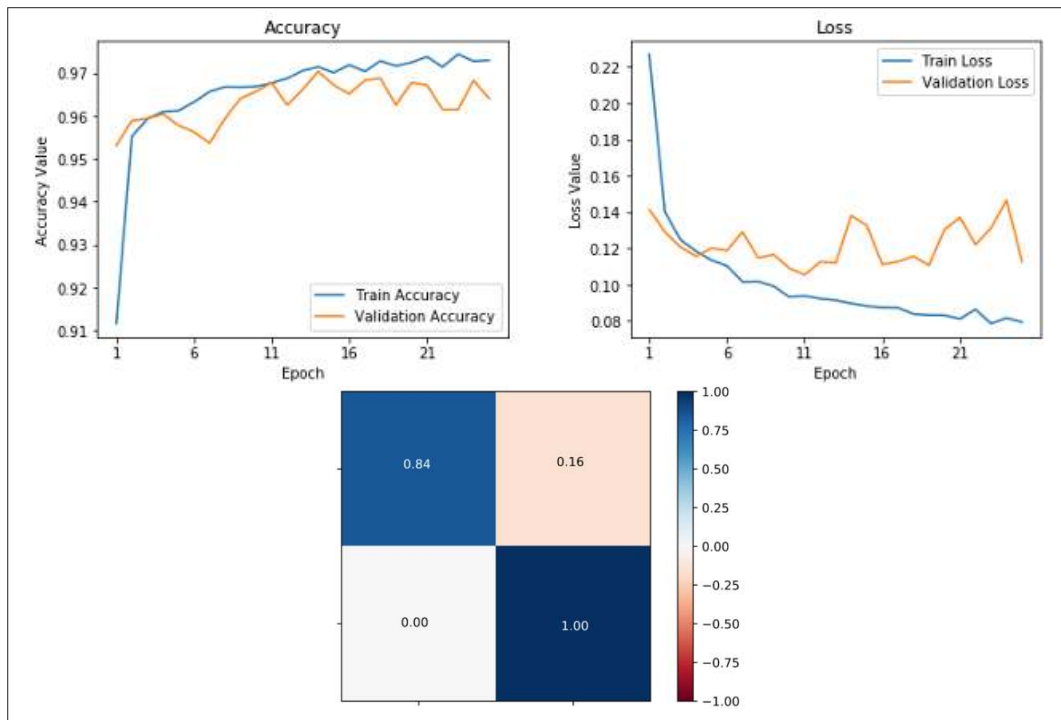 Accuracy
0.97
0.96
0.95
0.94
0.93
0.92
0.91
Accuracy Value
Train Accuracy
Validation Accuracy
1 6 11 16 21
Epoch
Loss
0.22
0.20
0.18
0.16
0.14
0.12
0.10
0.08
Loss Value
Train Loss
Validation Loss
1 6 11 16 21
Epoch
0.84 0.16
0.00 1.00
1.00
0.75
0.50
0.25
0.00
−0.25
−0.50
−0.75
−1.00